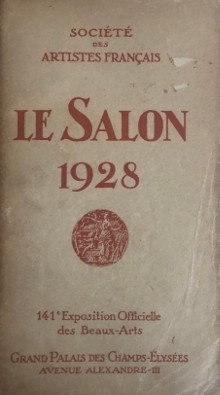 SOCIÉTÉ
DES
ARTISTES FRANÇAIS
LE SALON
1928
141ᵉ Exposition Officielle
des Beaux-Arts
GRAND PALAIS DES CHAMPS-ÉLYSÉES
AVENUE ALEXANDRE-III